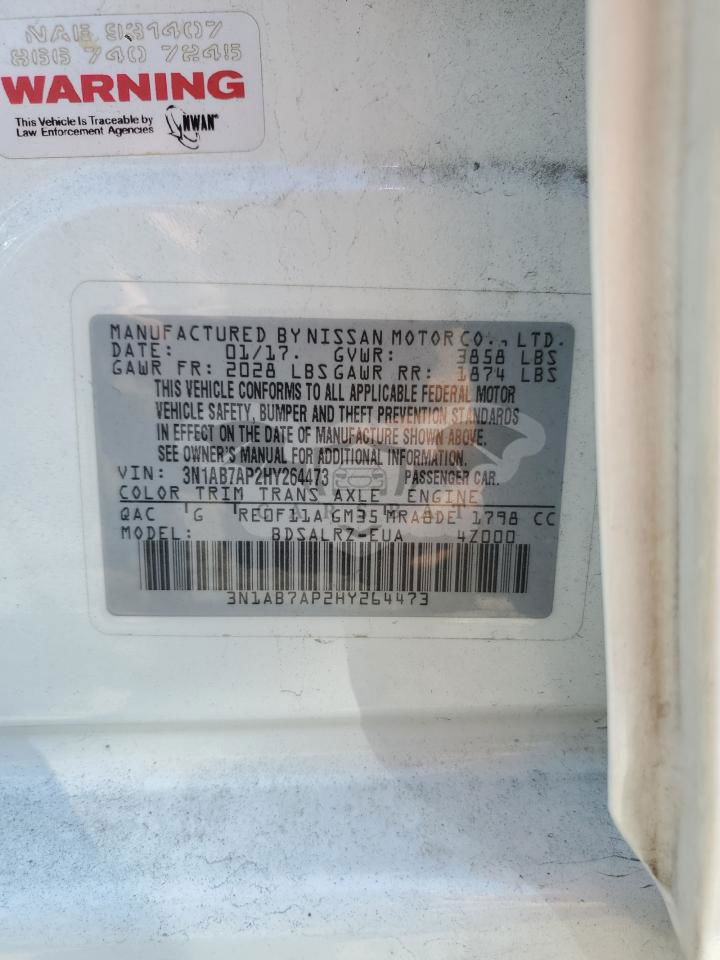 NAE 931407
866 740 7245
WARNING
This Vehicle is Traceable by
Law Enforcement Agencies
NWAN
MANUFACTURED BY NISSAN MOTOR CO., LTD.
DATE: 01/17. GVWR: 3858 LBS
GAWR FR: 2028 LBS GAWR RR: 1874 LBS
THIS VEHICLE CONFORMS TO ALL APPLICABLE FEDERAL MOTOR
VEHICLE SAFETY, BUMPER AND THEFT PREVENTION STANDARDS
IN EFFECT ON THE DATE OF MANUFACTURE SHOWN ABOVE.
SEE OWNER'S MANUAL FOR ADDITIONAL INFORMATION.
VIN: 3N1AB7AP2HY264473 PASSENGER CAR.
COLOR TRIM TRANS AXLE ENGINE
QAC G RE0F11A GM35 MRA8DE 1798 CC
MODEL: BDSALRZ-EUA 4Z000
3N1AB7AP2HY264473